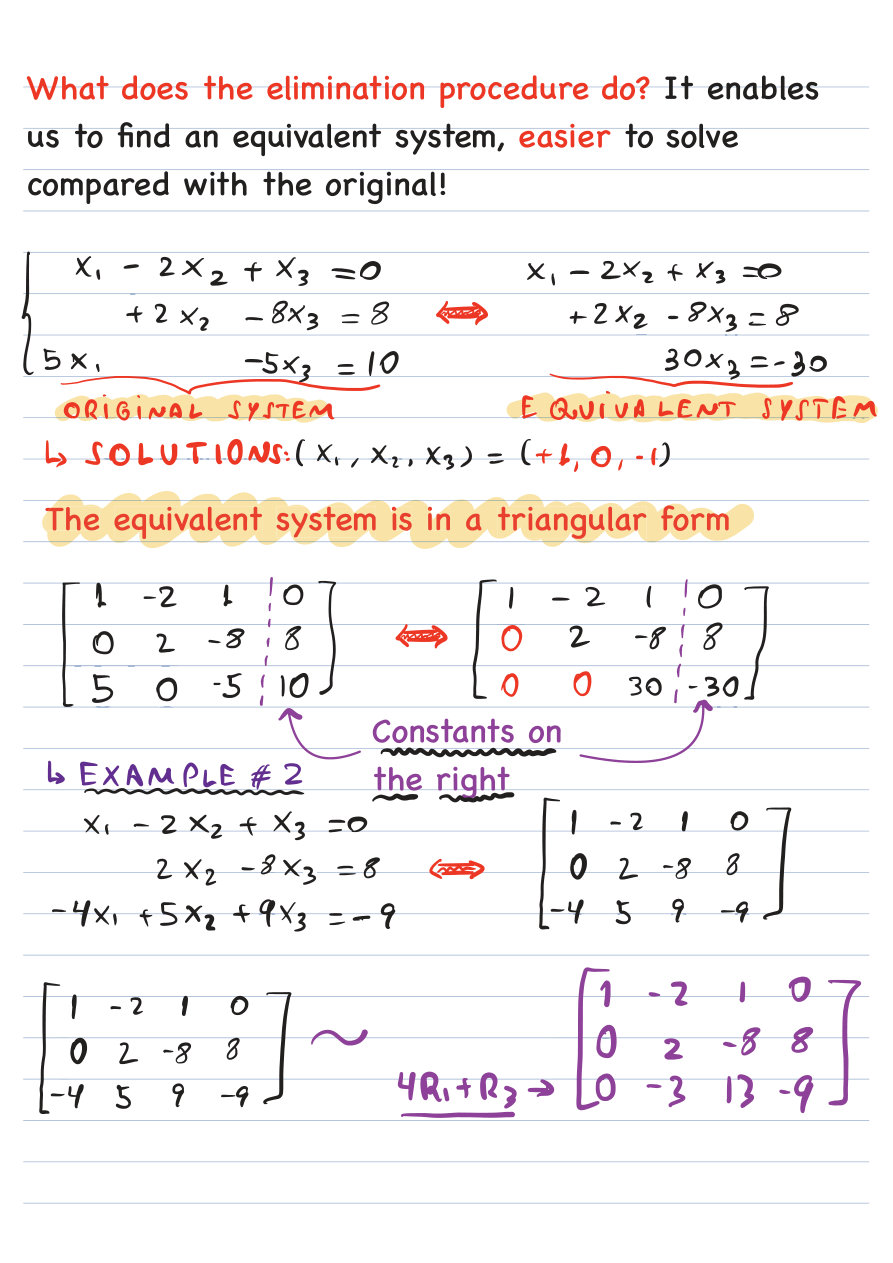 What does the elimination procedure do? It enables
us to find an equivalent system, easier to solve
compared with the original!
x₁ - 2x₂ + x₃ = 0 x₁ - 2x₂ + x₃ = 0
+ 2x₂ - 8x₃ = 8 ⇔ + 2x₂ - 8x₃ = 8
5x₁ - 5x₃ = 10 30x₃ = -30
ORIGINAL SYSTEM EQUIVALENT SYSTEM
↳ SOLUTIONS: (x₁, x₂, x₃) = (+1, 0, -1)
The equivalent system is in a triangular form
1 -2 1 0 1 -2 1 0
0 2 -8 8 ⇔ 0 2 -8 8
5 0 -5 10 0 0 30 -30
Constants on
the right
↳ EXAMPLE # 2
x₁ - 2x₂ + x₃ = 0 1 -2 1 0
2x₂ - 8x₃ = 8 ⇔ 0 2 -8 8
-4x₁ + 5x₂ + 9x₃ = -9 -4 5 9 -9
1 -2 1 0 1 -2 1 0
0 2 -8 8 ~ 0 2 -8 8
-4 5 9 -9 4R₁+R₃ → 0 -3 13 -9